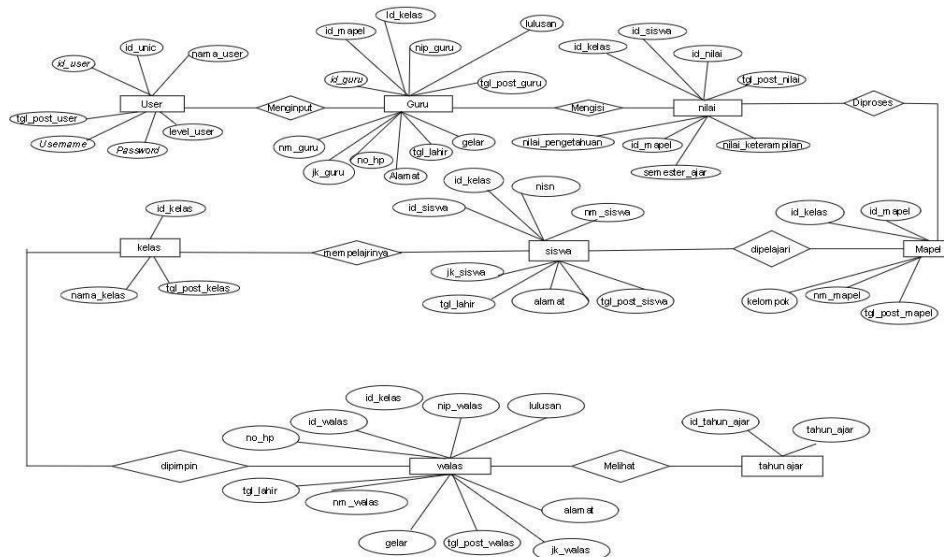 id_unic
nama_user
id_user
User
tgl_post_user
Username
Password
level_user
Menginput
Id_kelas
id_mapel
nip_guru
lulusan
id_guru
tgl_post_guru
Guru
nm_guru
jk_guru
no_hp
Alamat
tgl_lahir
gelar
Mengisi
id_siswa
id_kelas
id_nilai
tgl_post_nilai
nilai
nilai_pengetahuan
id_mapel
nilai_keterampilan
semester_ajar
Diproses
id_kelas
kelas
nama_kelas
tgl_post_kelas
mempelajrinya
id_kelas
nisn
id_siswa
nm_siswa
siswa
jk_siswa
tgl_lahir
alamat
tgl_post_siswa
dipelajari
id_kelas
id_mapel
Mapel
kelompok
nm_mapel
tgl_post_mapel
dipimpin
id_kelas
nip_walas
lulusan
id_walas
no_hp
walas
tgl_lahir
nm_walas
alamat
gelar
tgl_post_walas
jk_walas
Melihat
id_tahun_ajar
tahun_ajar
tahun ajar